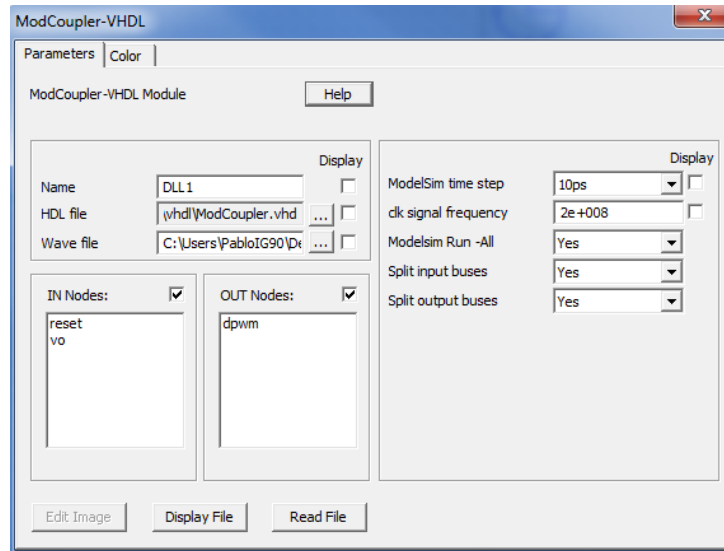 ModCoupler-VHDL
Parameters Color
ModCoupler-VHDL Module Help
Display
Name DLL1
HDL file \vhdl\ModCoupler.vhd ...
Wave file C:\Users\PabloIG90\De ...
IN Nodes:
reset
vo
OUT Nodes:
dpwm
Display
ModelSim time step 10ps
clk signal frequency 2e+008
Modelsim Run -All Yes
Split input buses Yes
Split output buses Yes
Edit Image Display File Read File